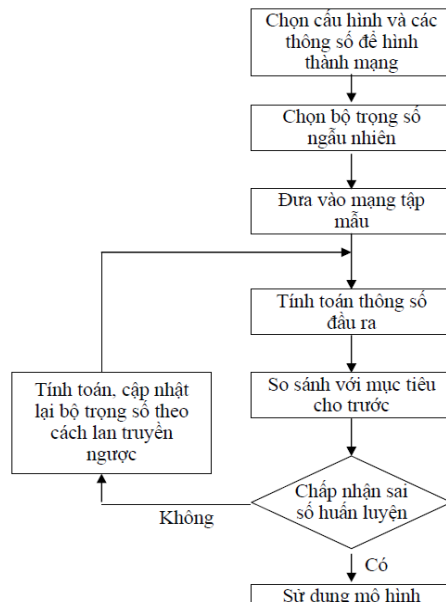 Chọn cấu hình và các
thông số để hình
thành mạng
Chọn bộ trọng số
ngẫu nhiên
Đưa vào mạng tập
mẫu
Tính toán thông số
đầu ra
Tính toán, cập nhật
lại bộ trọng số theo
cách lan truyền
ngược
So sánh với mục tiêu
cho trước
Chấp nhận sai
số huấn luyện
Không
Có
Sử dụng mô hình